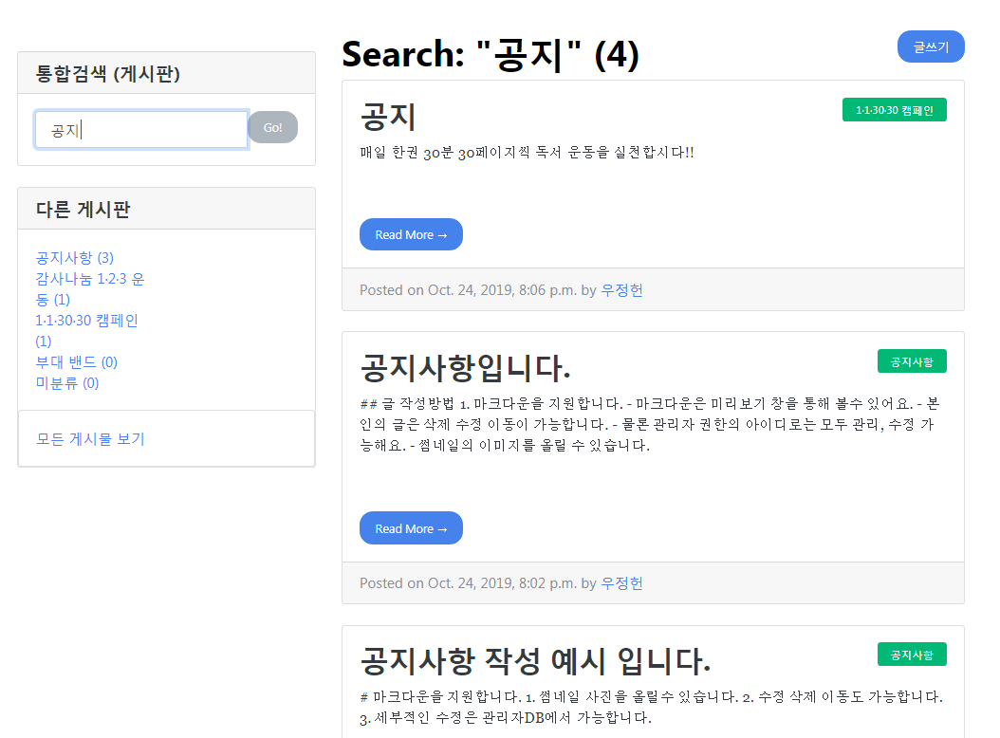 통합검색 (게시판)
공지
Go!
다른 게시판
공지사항 (3)
감사나눔 1·2·3 운
동 (1)
1·1·30·30 캠페인
(1)
부대 밴드 (0)
미분류 (0)
모든 게시물 보기
Search: "공지" (4)
글쓰기
공지
1·1·30·30 캠페인
매일 한권 30분 30페이지씩 독서 운동을 실천합시다!!
Read More →
Posted on Oct. 24, 2019, 8:06 p.m. by 우정헌
공지사항입니다.
공지사항
## 글 작성방법 1. 마크다운을 지원합니다. - 마크다운은 미리보기 창을 통해 볼수 있어요. - 본
인의 글은 삭제 수정 이동이 가능합니다. - 물론 관리자 권한의 아이디로는 모두 관리, 수정 가
능해요. - 썸네일의 이미지를 올릴 수 있습니다.
Read More →
Posted on Oct. 24, 2019, 8:02 p.m. by 우정헌
공지사항 작성 예시 입니다.
공지사항
# 마크다운을 지원합니다. 1. 썸네일 사진을 올릴수 있습니다. 2. 수정 삭제 이동도 가능합니다.
3. 세부적인 수정은 관리자DB에서 가능합니다.